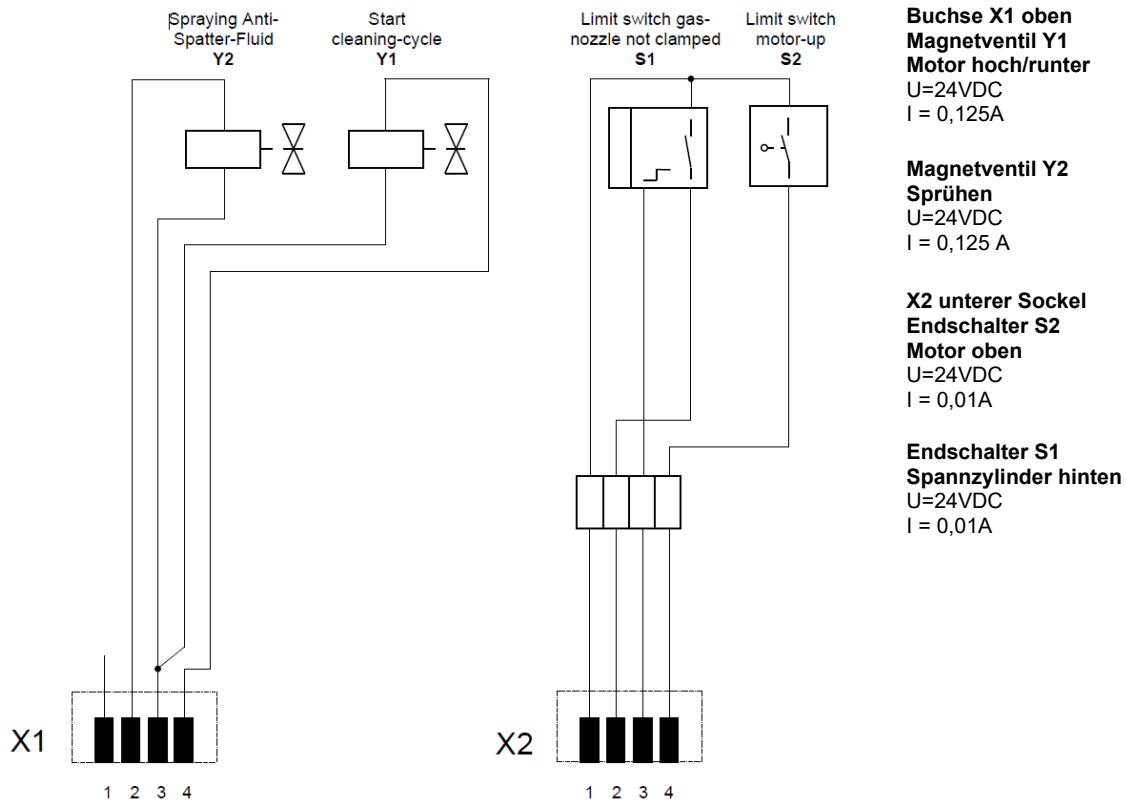 Spraying Anti-
Spatter-Fluid
Y2
Start
cleaning-cycle
Y1
Limit switch gas-
nozzle not clamped
S1
Limit switch
motor-up
S2
X1
1 2 3 4
X2
1 2 3 4
Buchse X1 oben
Magnetventil Y1
Motor hoch/runter
U=24VDC
I = 0,125A
Magnetventil Y2
Sprühen
U=24VDC
I = 0,125 A
X2 unterer Sockel
Endschalter S2
Motor oben
U=24VDC
I = 0,01A
Endschalter S1
Spannzylinder hinten
U=24VDC
I = 0,01A